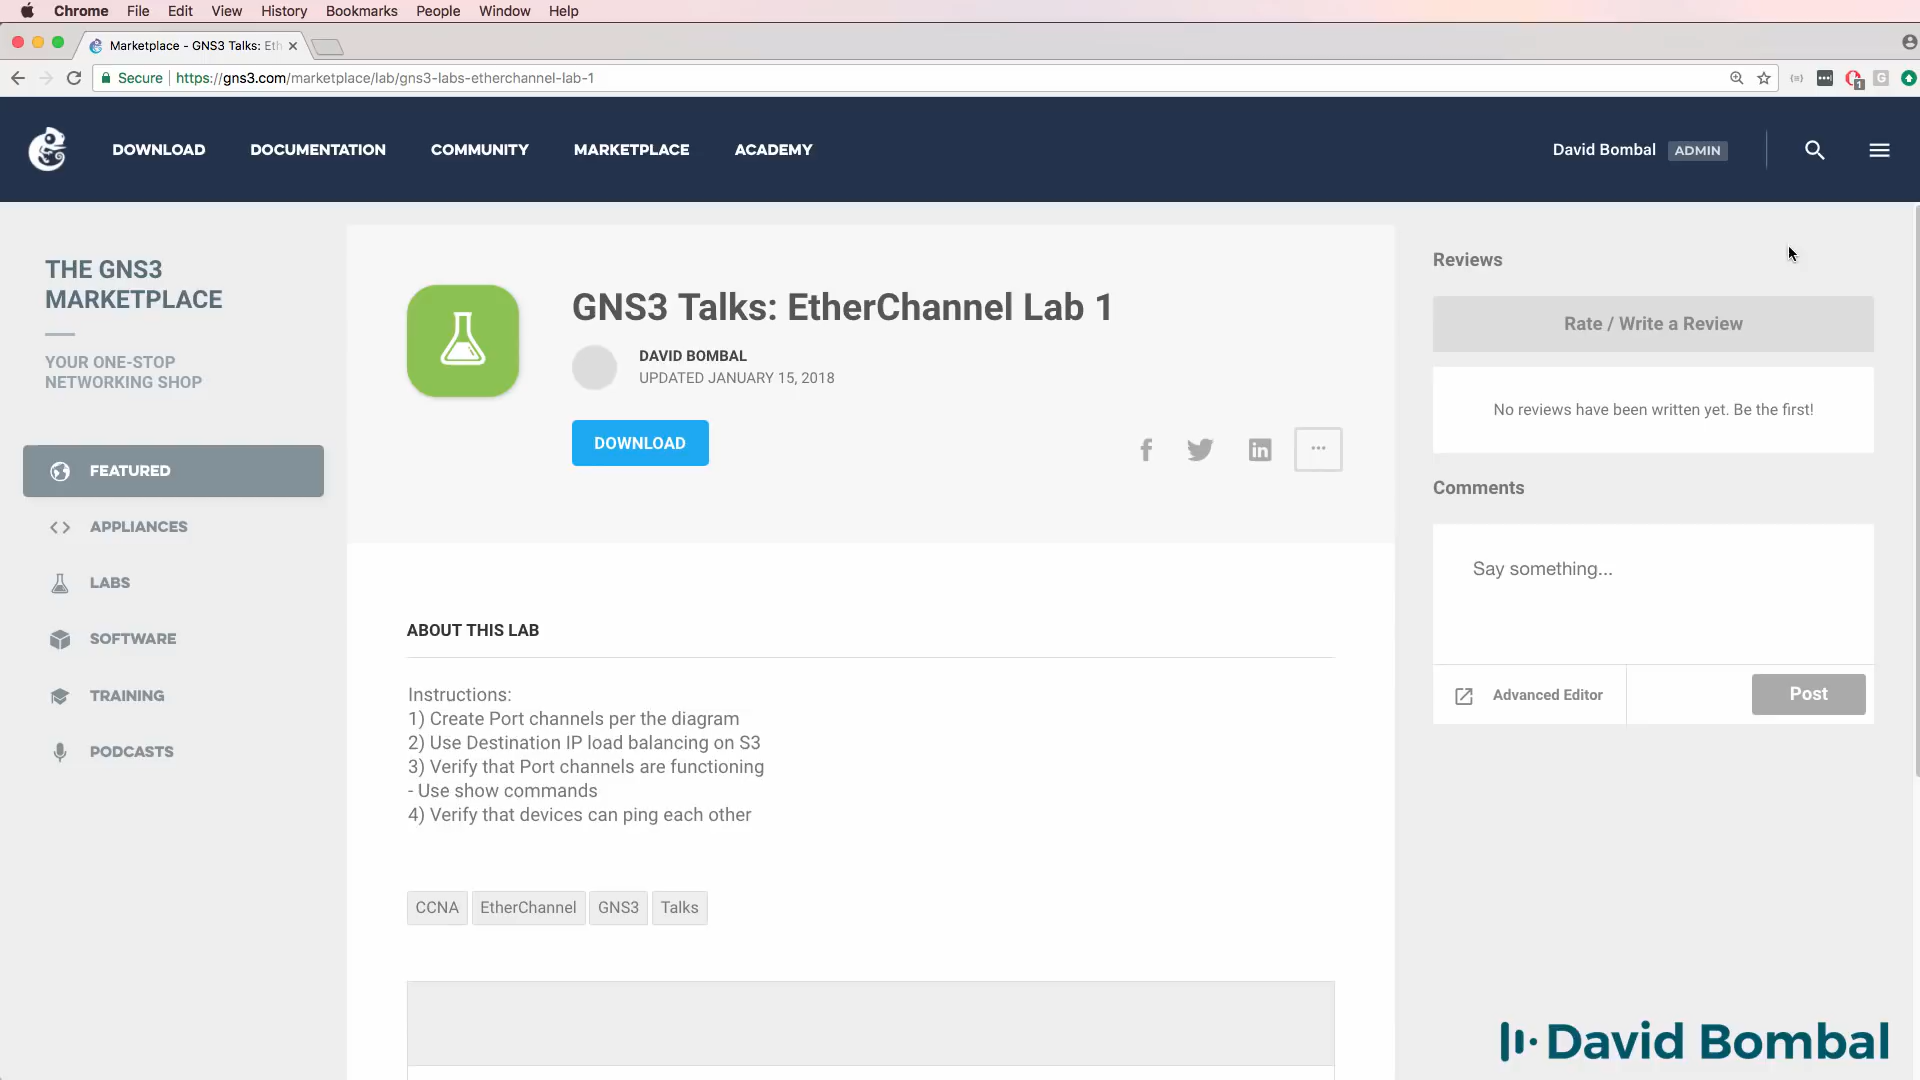 Chrome File Edit View History Bookmarks People Window Help
Marketplace - GNS3 Talks: Eth
Secure https://gns3.com/marketplace/lab/gns3-labs-etherchannel-lab-1
1
G
DOWNLOAD DOCUMENTATION COMMUNITY MARKETPLACE ACADEMY
David Bombal ADMIN
THE GNS3
MARKETPLACE
YOUR ONE-STOP
NETWORKING SHOP
FEATURED
APPLIANCES
LABS
SOFTWARE
TRAINING
PODCASTS
GNS3 Talks: EtherChannel Lab 1
DAVID BOMBAL
UPDATED JANUARY 15, 2018
DOWNLOAD
ABOUT THIS LAB
Instructions:
1) Create Port channels per the diagram
2) Use Destination IP load balancing on S3
3) Verify that Port channels are functioning
- Use show commands
4) Verify that devices can ping each other
CCNA EtherChannel GNS3 Talks
Reviews
Rate / Write a Review
No reviews have been written yet. Be the first!
Comments
Say something...
Advanced Editor
Post
David Bombal